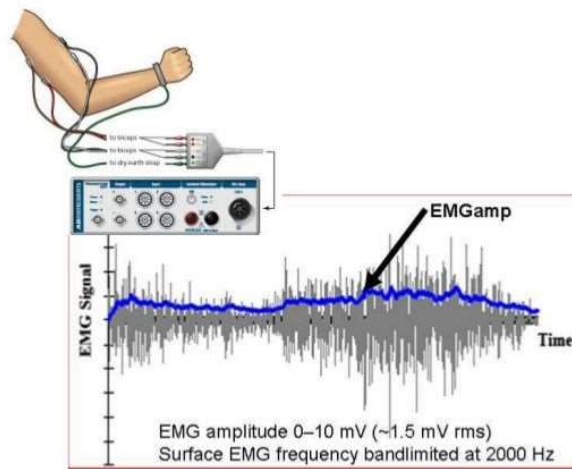 to triceps
to biceps
to dry earth strap
EMGamp
EMG Signal
Time
EMG amplitude 0–10 mV (~1.5 mV rms)
Surface EMG frequency bandlimited at 2000 Hz